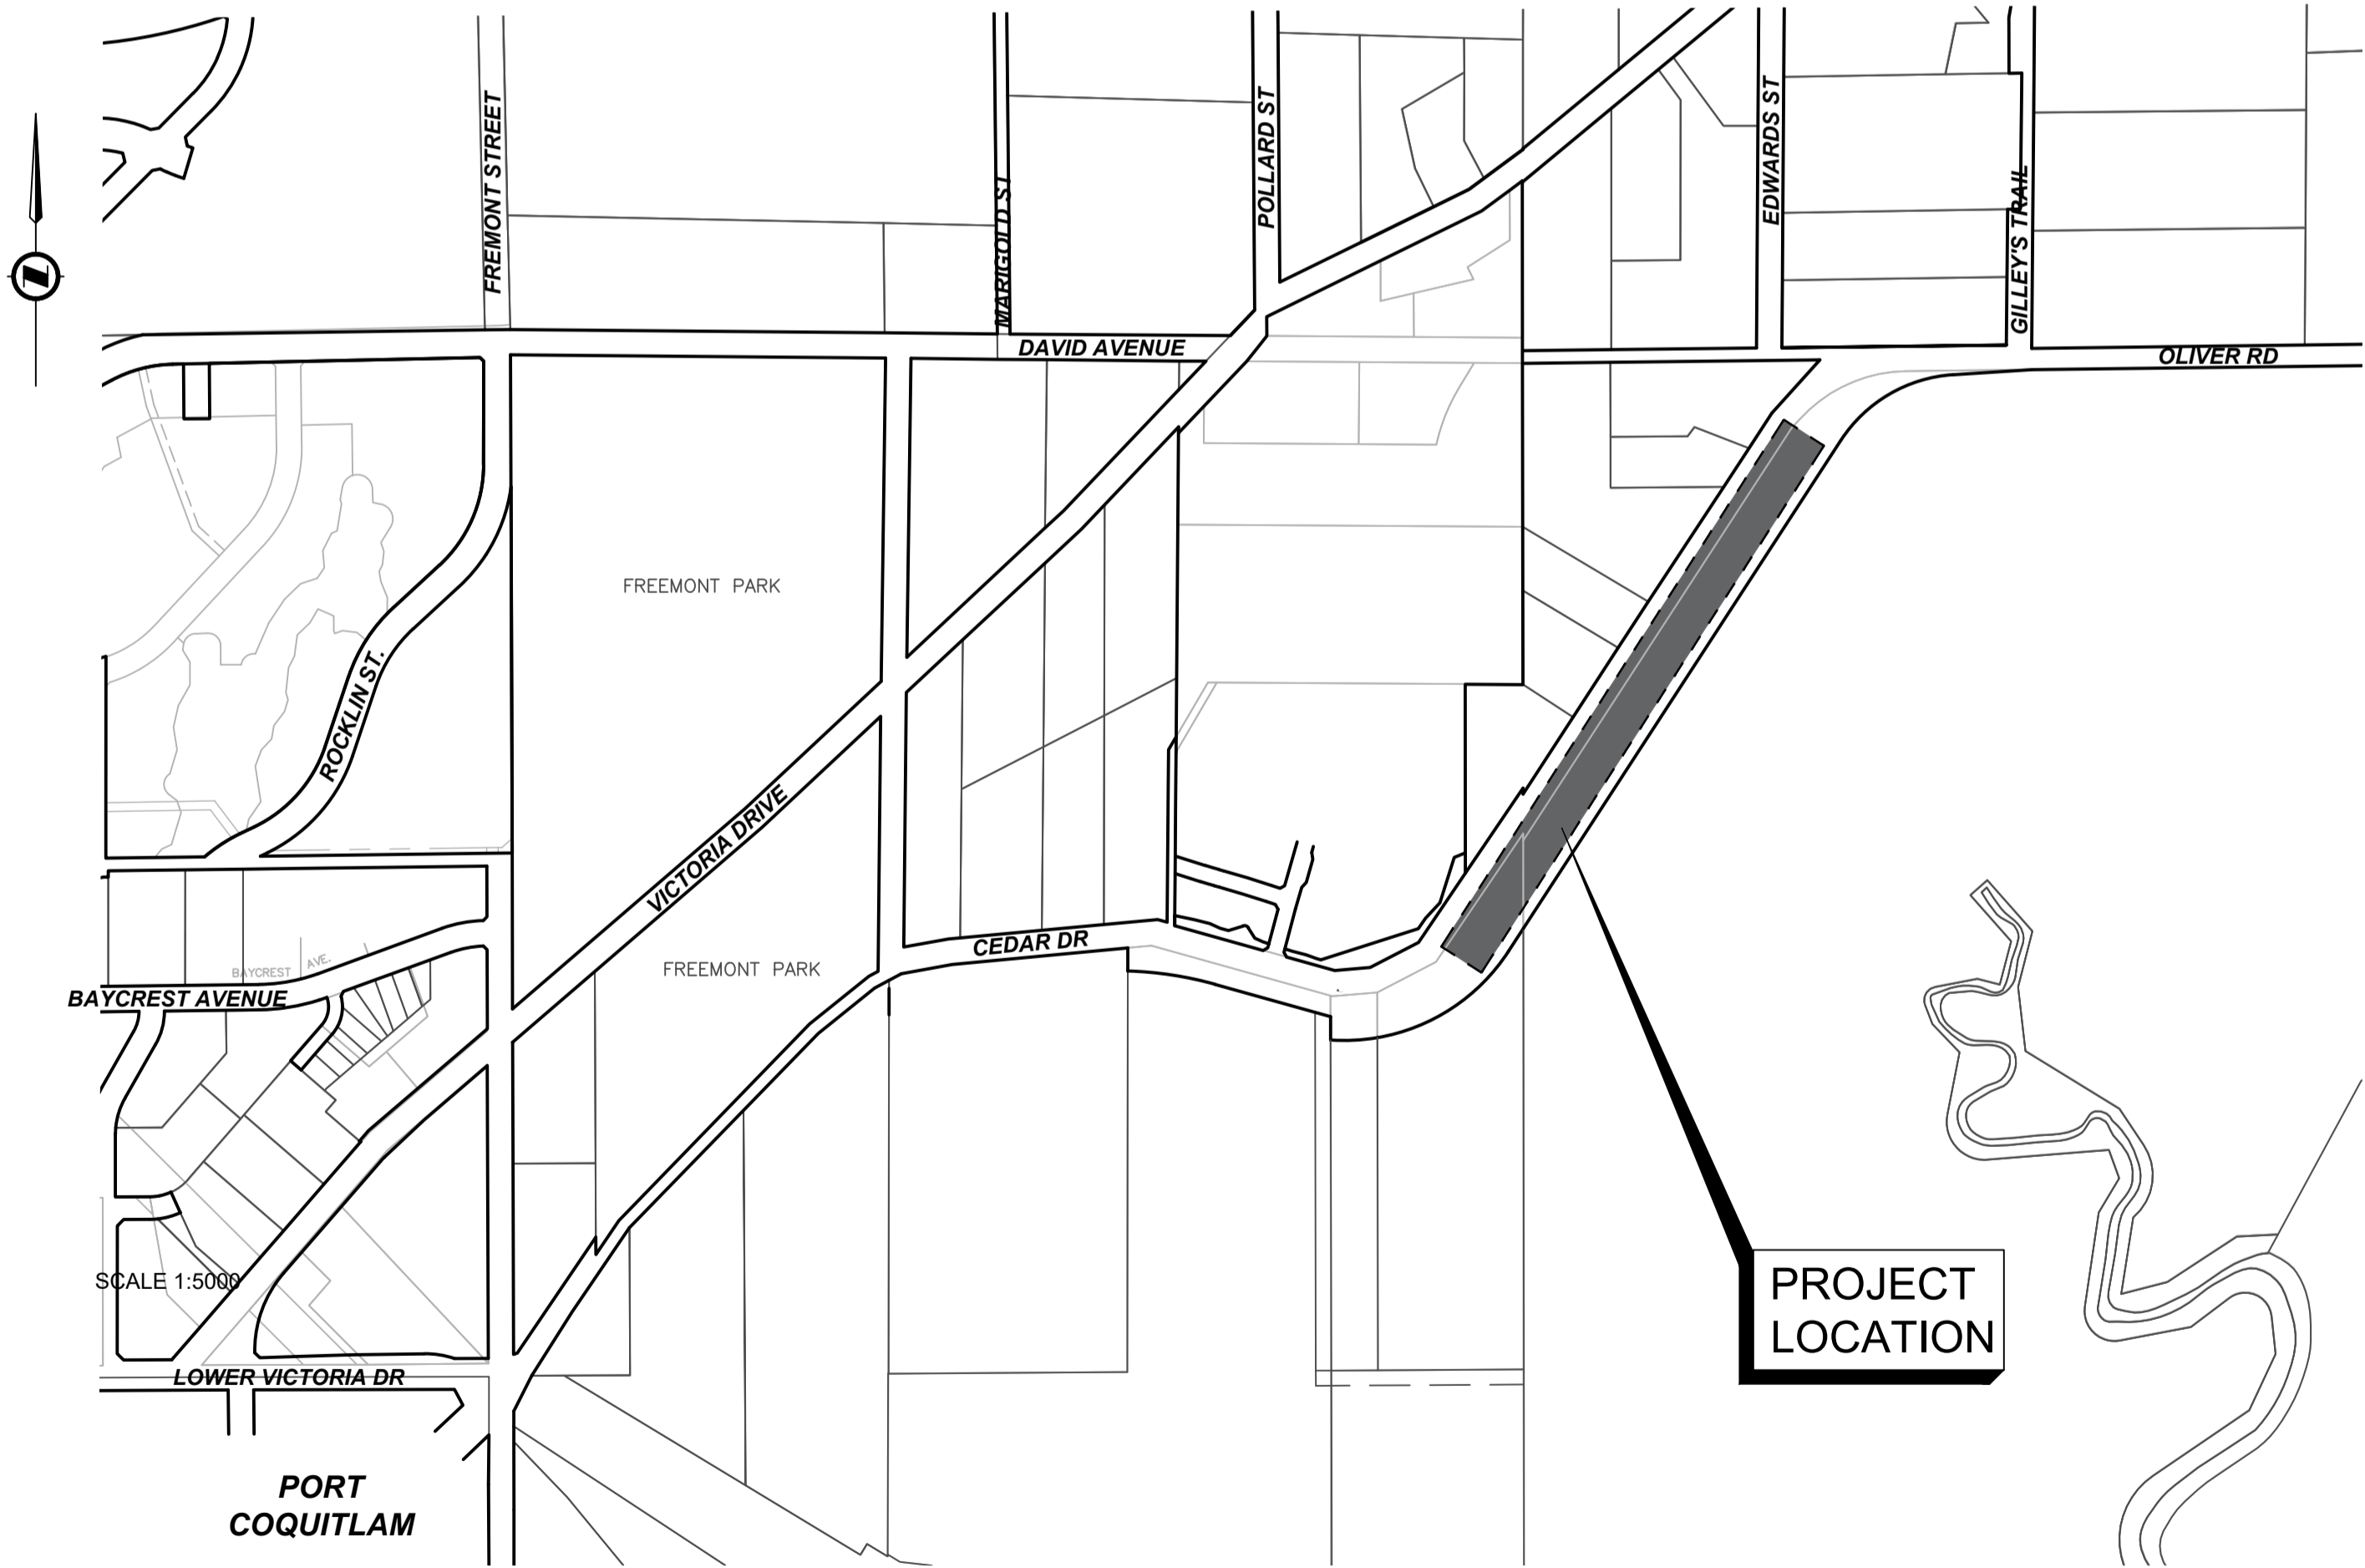 FREMONT STREET
MARIGOLD ST
POLLARD ST
EDWARDS ST
GILLEY'S TRAIL
N
DAVID AVENUE
OLIVER RD
FREEMONT PARK
ROCKLIN ST.
VICTORIA DRIVE
CEDAR DR
FREEMONT PARK
BAYCREST AVE.
BAYCREST AVENUE
SCALE 1:5000
PROJECT
LOCATION
LOWER VICTORIA DR
PORT
COQUITLAM